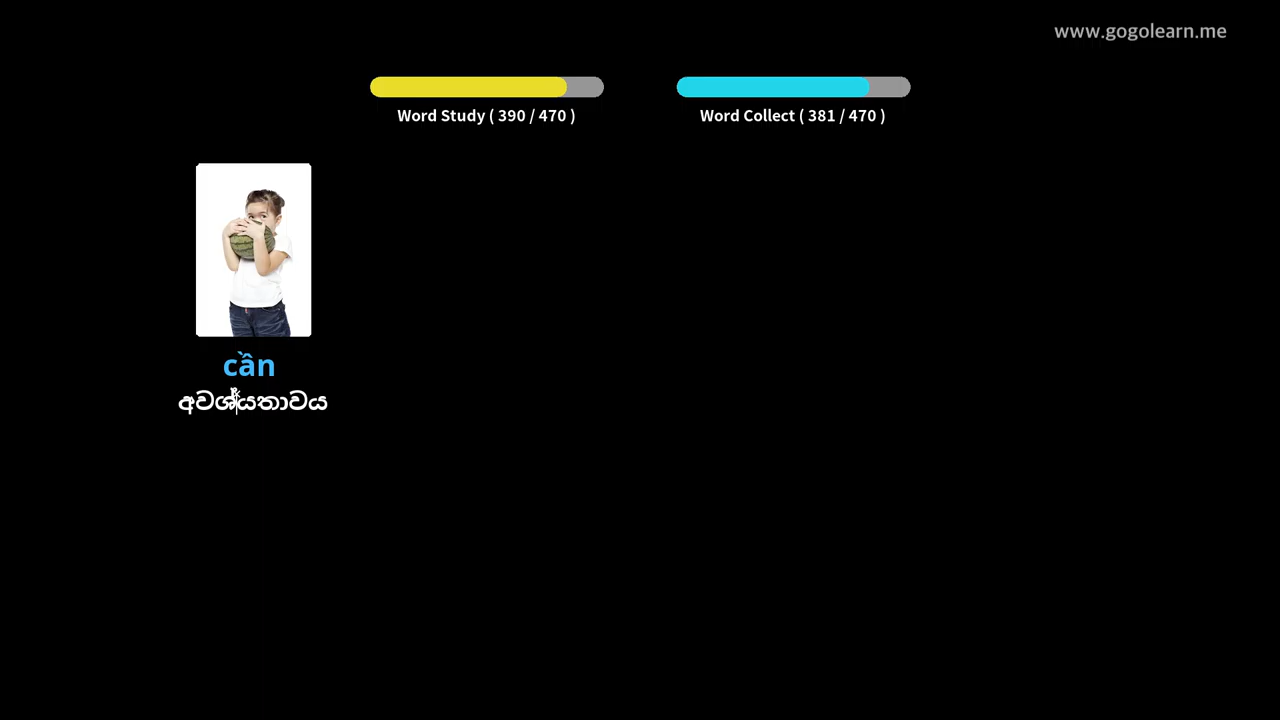 www.gogolearn.me
Word Study ( 390 / 470 )
Word Collect ( 381 / 470 )
cần
අවශ්‍යතාවය